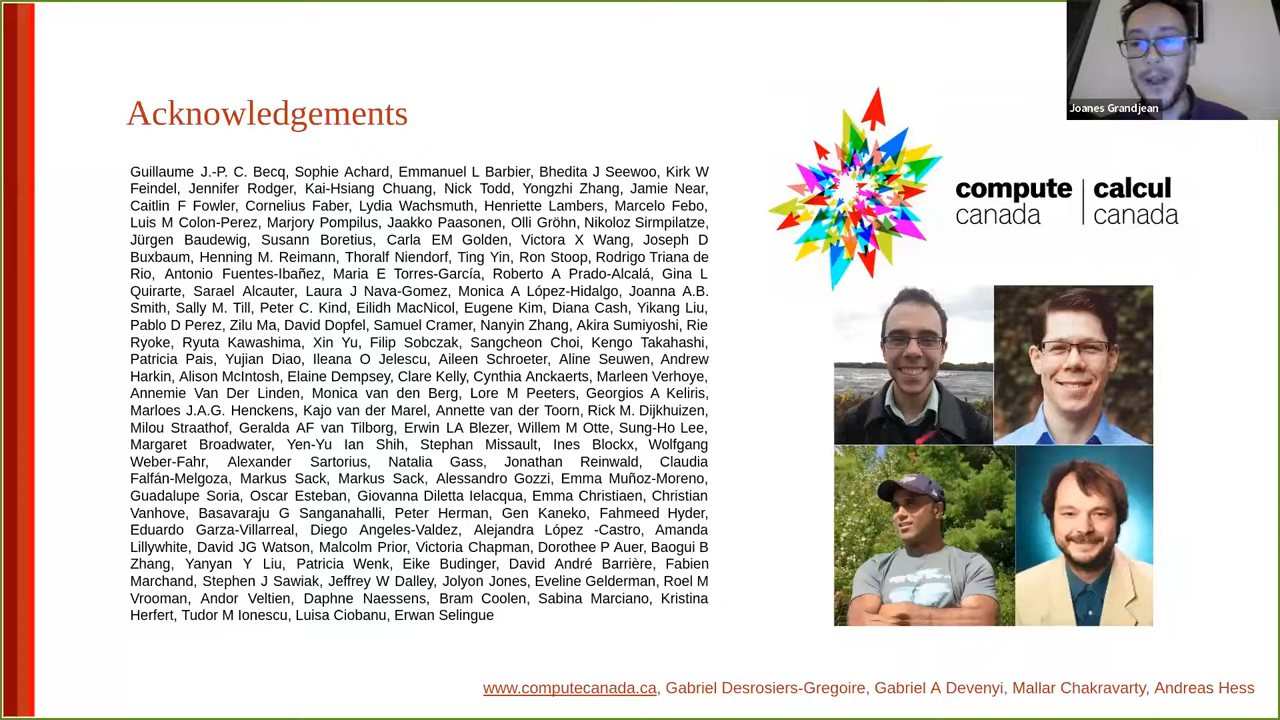 Joanes Grandjean
Acknowledgements
Guillaume J.-P. C. Becq, Sophie Achard, Emmanuel L Barbier, Bhedita J Seewoo, Kirk W
Feindel, Jennifer Rodger, Kai-Hsiang Chuang, Nick Todd, Yongzhi Zhang, Jamie Near,
Caitlin F Fowler, Cornelius Faber, Lydia Wachsmuth, Henriette Lambers, Marcelo Febo,
Luis M Colon-Perez, Marjory Pompilus, Jaakko Paasonen, Olli Gröhn, Nikoloz Sirmpilatze,
Jürgen Baudewig, Susann Boretius, Carla EM Golden, Victora X Wang, Joseph D
Buxbaum, Henning M. Reimann, Thoralf Niendorf, Ting Yin, Ron Stoop, Rodrigo Triana de
Rio, Antonio Fuentes-Ibañez, Maria E Torres-García, Roberto A Prado-Alcalá, Gina L
Quirarte, Sarael Alcauter, Laura J Nava-Gomez, Monica A López-Hidalgo, Joanna A.B.
Smith, Sally M. Till, Peter C. Kind, Eilidh MacNicol, Eugene Kim, Diana Cash, Yikang Liu,
Pablo D Perez, Zilu Ma, David Dopfel, Samuel Cramer, Nanyin Zhang, Akira Sumiyoshi, Rie
Ryoke, Ryuta Kawashima, Xin Yu, Filip Sobczak, Sangcheon Choi, Kengo Takahashi,
Patricia Pais, Yujian Diao, Ileana O Jelescu, Aileen Schroeter, Aline Seuwen, Andrew
Harkin, Alison McIntosh, Elaine Dempsey, Clare Kelly, Cynthia Anckaerts, Marleen Verhoye,
Annemie Van Der Linden, Monica van den Berg, Lore M Peeters, Georgios A Keliris,
Marloes J.A.G. Henckens, Kajo van der Marel, Annette van der Toorn, Rick M. Dijkhuizen,
Milou Straathof, Geralda AF van Tilborg, Erwin LA Blezer, Willem M Otte, Sung-Ho Lee,
Margaret Broadwater, Yen-Yu Ian Shih, Stephan Missault, Ines Blockx, Wolfgang
Weber-Fahr, Alexander Sartorius, Natalia Gass, Jonathan Reinwald, Claudia
Falfán-Melgoza, Markus Sack, Markus Sack, Alessandro Gozzi, Emma Muñoz-Moreno,
Guadalupe Soria, Oscar Esteban, Giovanna Diletta Ielacqua, Emma Christiaen, Christian
Vanhove, Basavaraju G Sanganahalli, Peter Herman, Gen Kaneko, Fahmeed Hyder,
Eduardo Garza-Villarreal, Diego Angeles-Valdez, Alejandra López -Castro, Amanda
Lillywhite, David JG Watson, Malcolm Prior, Victoria Chapman, Dorothee P Auer, Baogui B
Zhang, Yanyan Y Liu, Patricia Wenk, Eike Budinger, David André Barrière, Fabien
Marchand, Stephen J Sawiak, Jeffrey W Dalley, Jolyon Jones, Eveline Gelderman, Roel M
Vrooman, Andor Veltien, Daphne Naessens, Bram Coolen, Sabina Marciano, Kristina
Herfert, Tudor M Ionescu, Luisa Ciobanu, Erwan Selingue
compute | calcul
canada | canada
www.computecanada.ca, Gabriel Desrosiers-Gregoire, Gabriel A Devenyi, Mallar Chakravarty, Andreas Hess